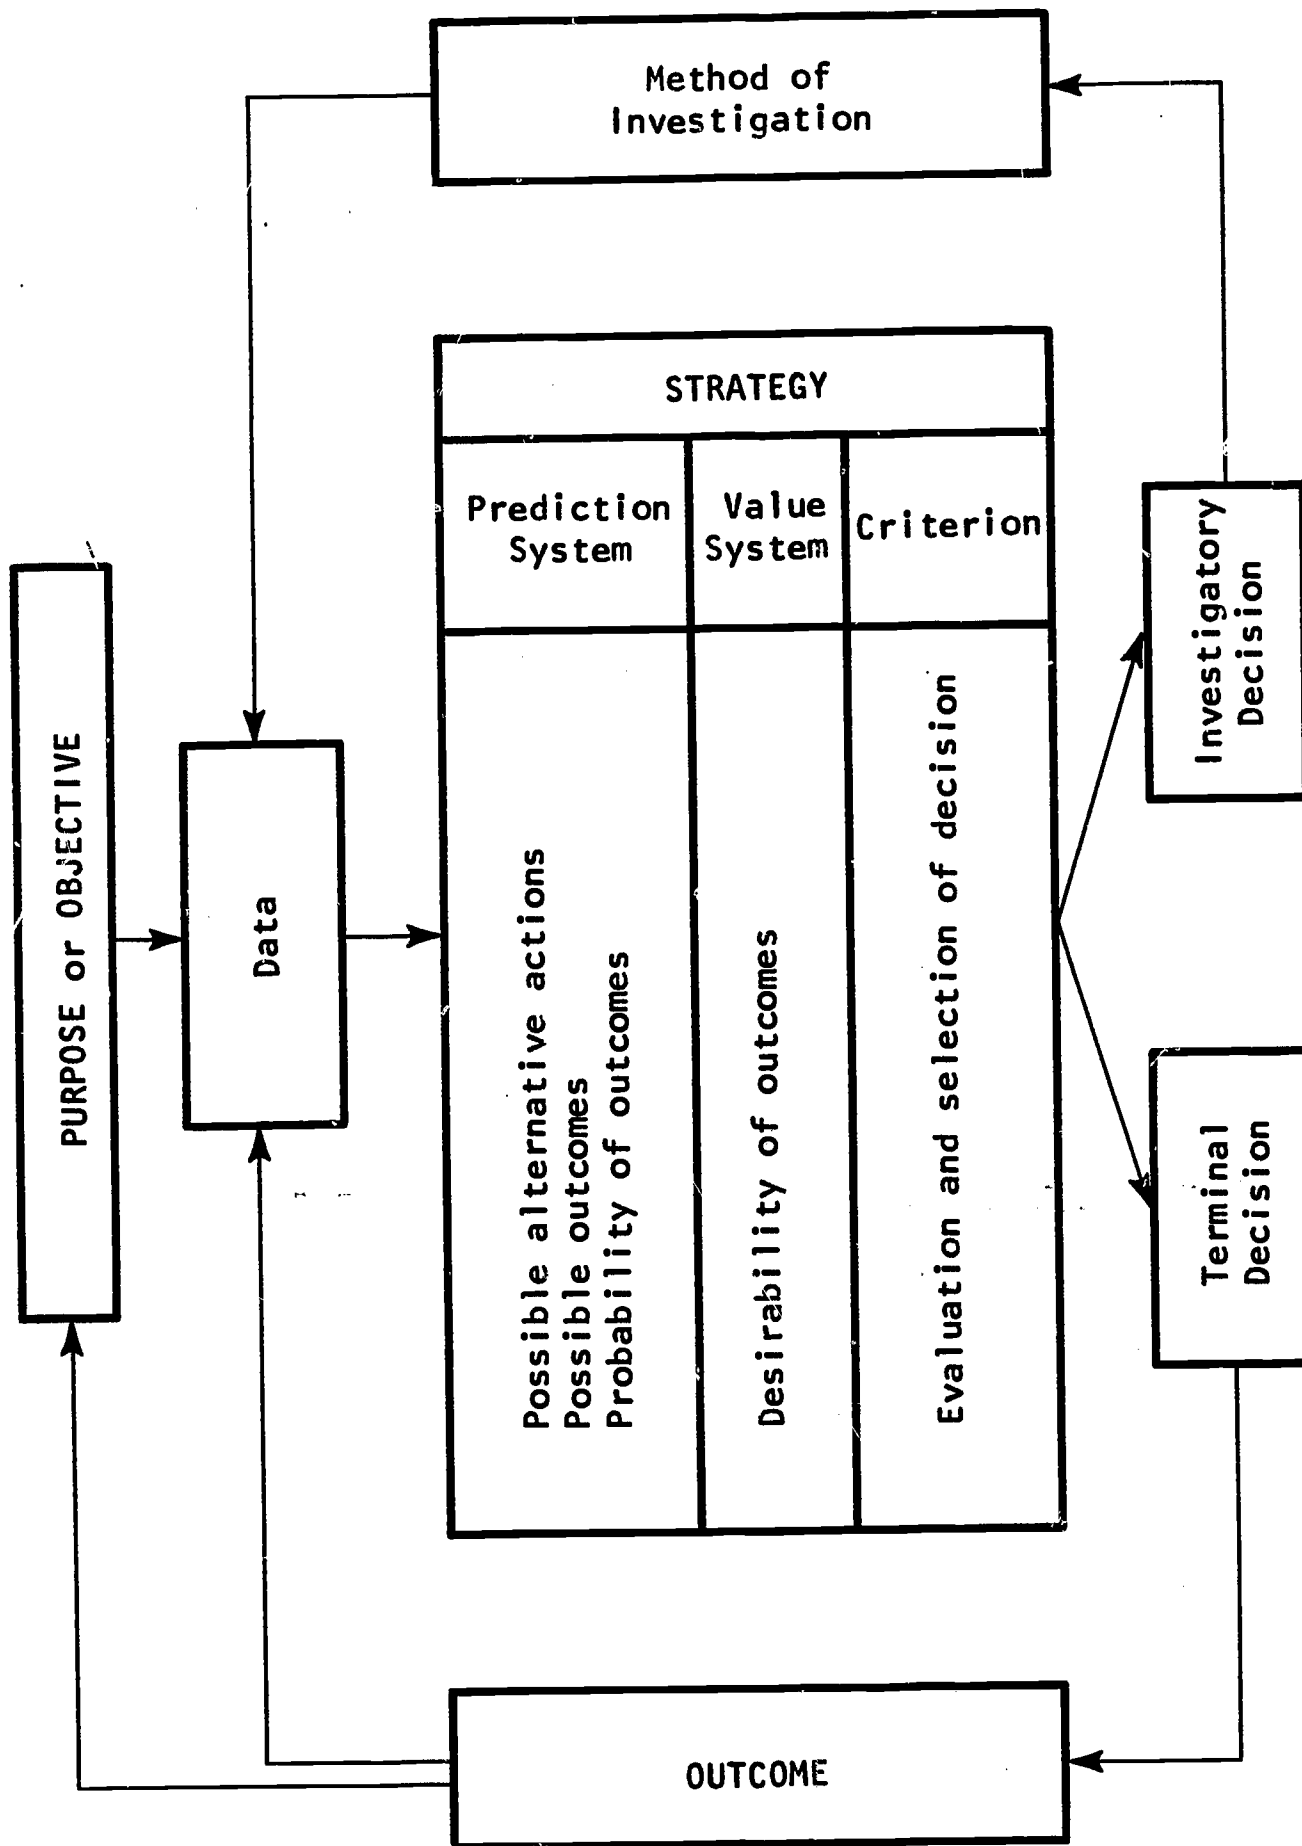 PURPOSE or OBJECTIVE
Data
Method of
Investigation
STRATEGY
Prediction
System
Value
System
Criterion
Possible alternative actions
Possible outcomes
Probability of outcomes
Desirability of outcomes
Evaluation and selection of decision
Terminal
Decision
Investigatory
Decision
OUTCOME